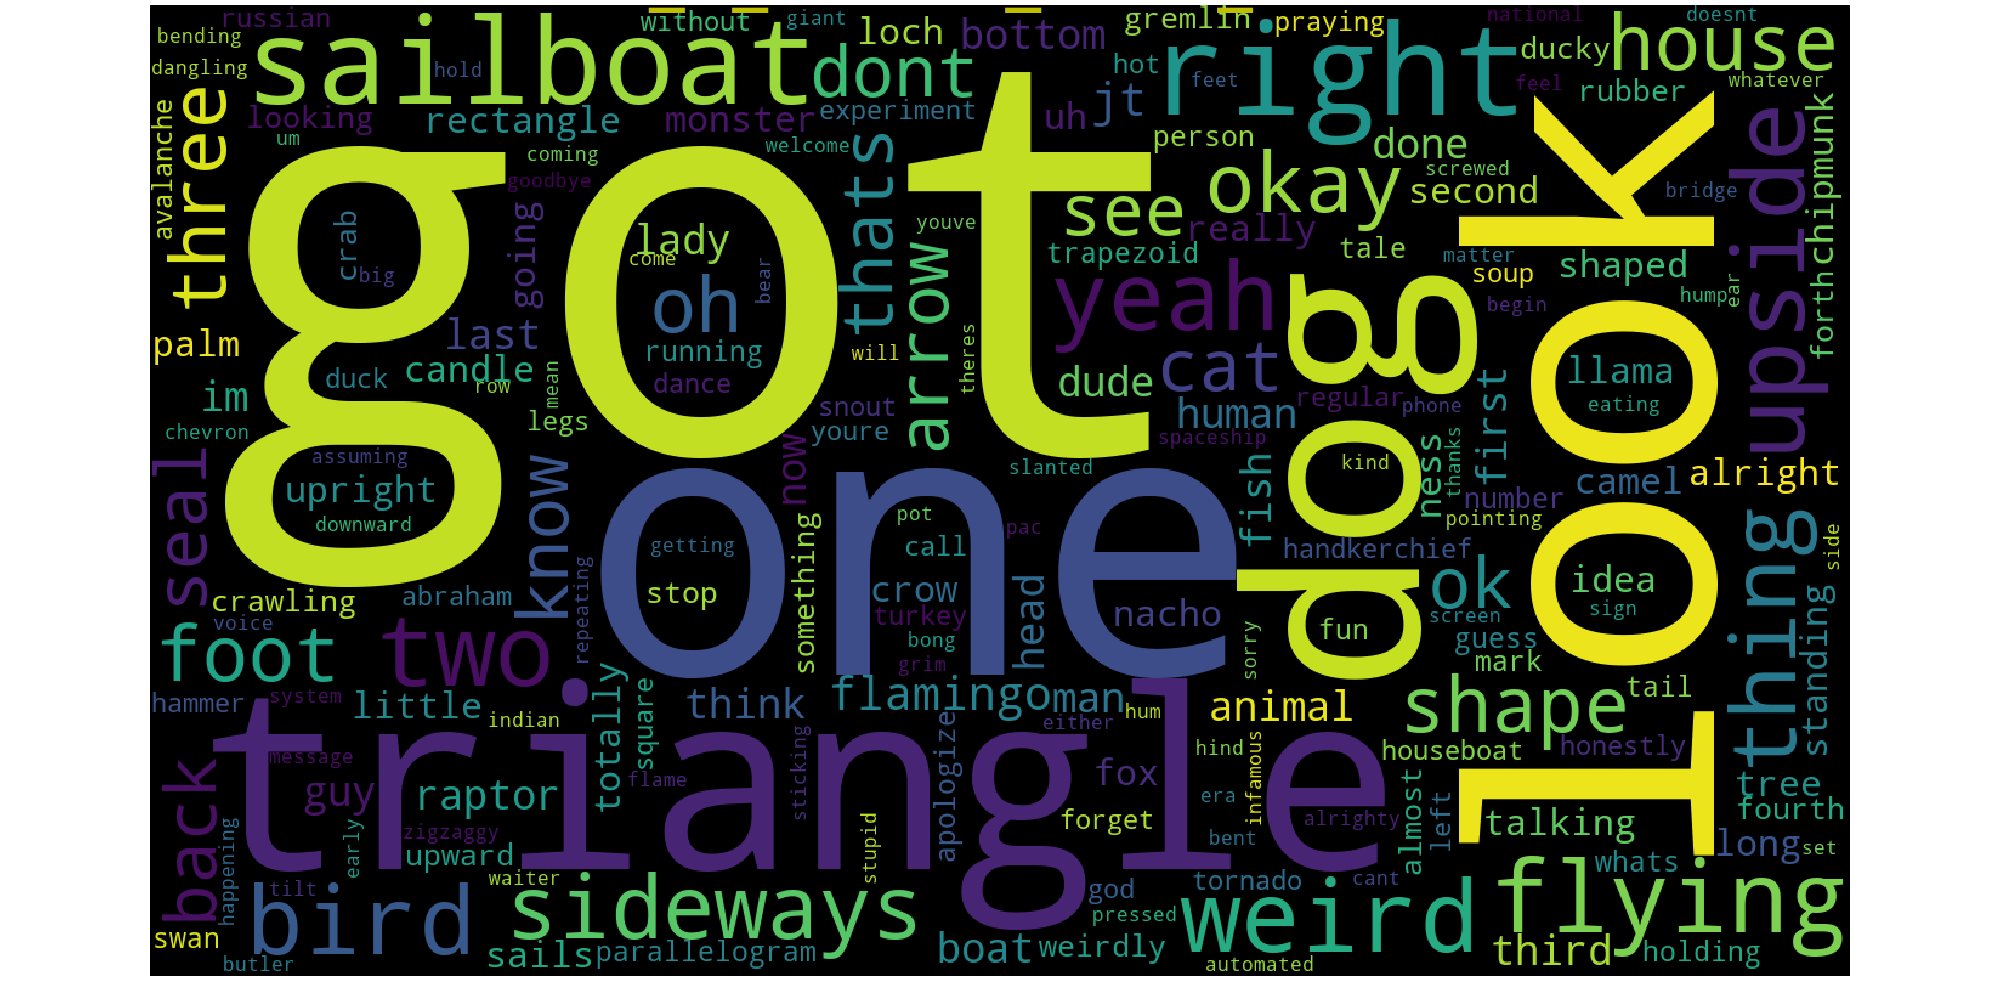 russian
without
giant
gremlin
praying
national
doesnt
bending
sailboat
loch
bottom
right
ducky
house
dangling
hold
dont
hot
feet
feel
whatever
three
looking
rectangle
monster
experiment
uh
jt
rubber
avalanche
um
coming
welcome
thats
person
done
upside
chipmunk
goodbye
got
see
okay
screwed
second
bridge
crab
going
lady
youve
really
tale
matter
shaped
forth
big
come
bear
arrow
trapezoid
soup
look
hump
ear
palm
last
oh
yeah
dog
begin
running
will
theres
cat
im
duck
candle
row
mean
dance
dude
llama
chevron
legs
snout
youre
human
regular
phone
first
eating
seal
assuming
upright
know
now
slanted
spaceship
fish
kind
ness
thanks
number
camel
alright
downward
something
pot
pac
pointing
thing
getting
one
call
handkerchief
ok
idea
side
crawling
abraham
repeating
stop
crow
head
nacho
sign
standing
voice
turkey
bong
grim
sorry
fun
screen
guess
mark
foot
two
hammer
system
little
indian
totally
square
think
flamingo
man
either
hum
animal
shape
tail
message
triangle
flame
sticking
apologize
hind
houseboat
honestly
back
guy
raptor
fox
era
infamous
almost
left
tree
fourth
happening
zigzaggy
early
upward
stupid
forget
bent
alrighty
talking
long
set
tilt
waiter
god
tornado
cant
whats
bird
sideways
pressed
weird
flying
swan
butler
sails
parallelogram
boat
weirdly
automated
third
holding